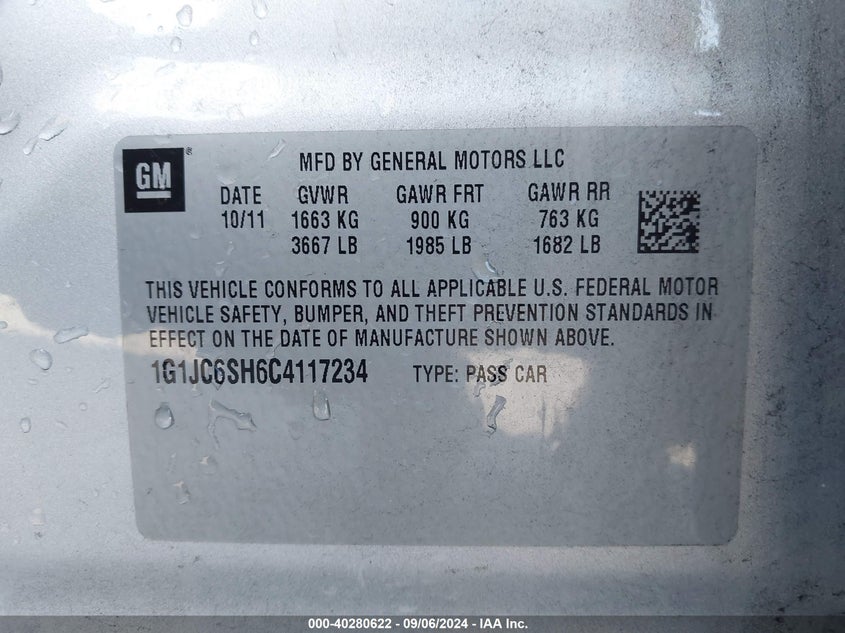 GM
MFD BY GENERAL MOTORS LLC
DATE GVWR GAWR FRT GAWR RR
10/11 1663 KG 900 KG 763 KG
3667 LB 1985 LB 1682 LB
THIS VEHICLE CONFORMS TO ALL APPLICABLE U.S. FEDERAL MOTOR
VEHICLE SAFETY, BUMPER, AND THEFT PREVENTION STANDARDS IN
EFFECT ON THE DATE OF MANUFACTURE SHOWN ABOVE.
1G1JC6SH6C4117234 TYPE: PASS CAR
000-40280622 - 09/06/2024 - IAA Inc.